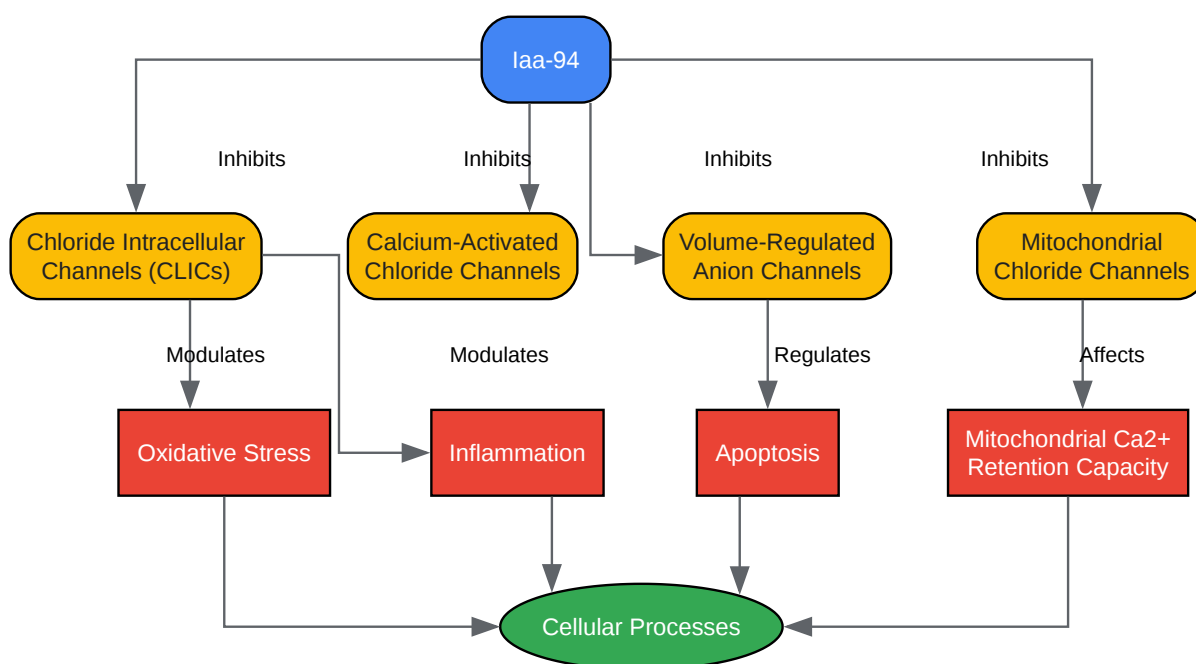 Iaa-94
Inhibits
Inhibits
Inhibits
Inhibits
Chloride Intracellular
Channels (CLICs)
Calcium-Activated
Chloride Channels
Volume-Regulated
Anion Channels
Mitochondrial
Chloride Channels
Modulates
Modulates
Regulates
Affects
Oxidative Stress
Inflammation
Apoptosis
Mitochondrial Ca2+
Retention Capacity
Cellular Processes